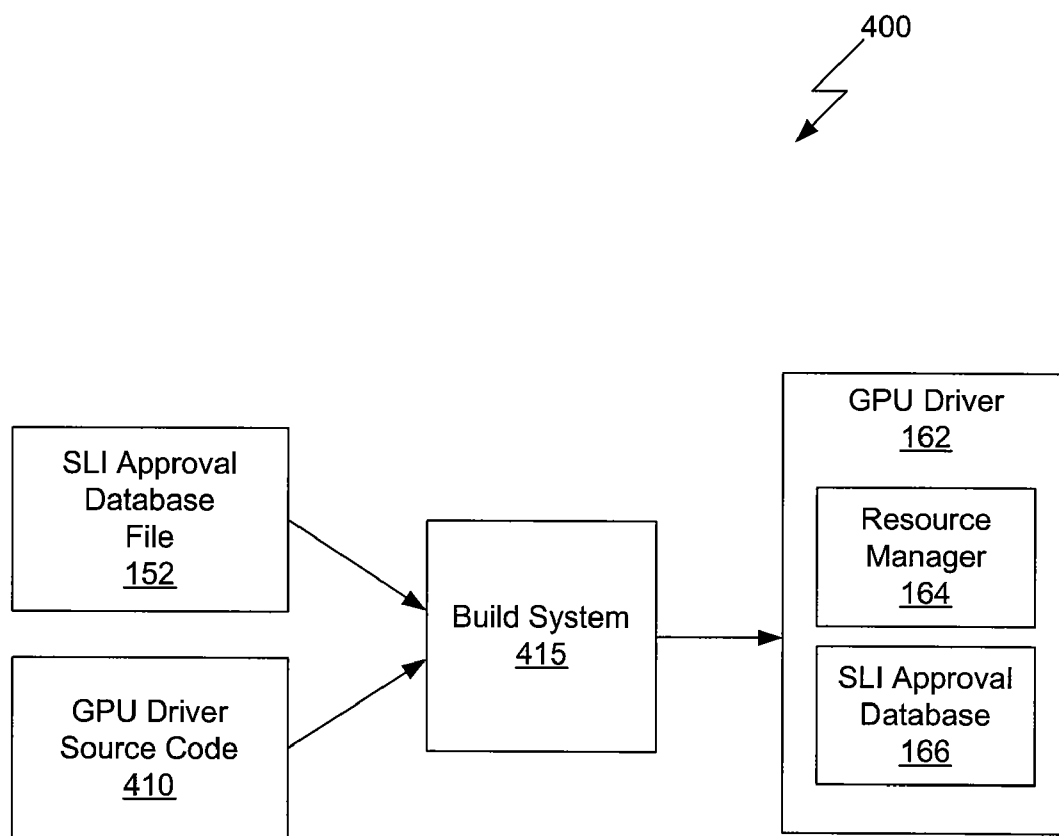 400
SLI Approval
Database
File
152
GPU Driver
Source Code
410
Build System
415
GPU Driver
162
Resource
Manager
164
SLI Approval
Database
166